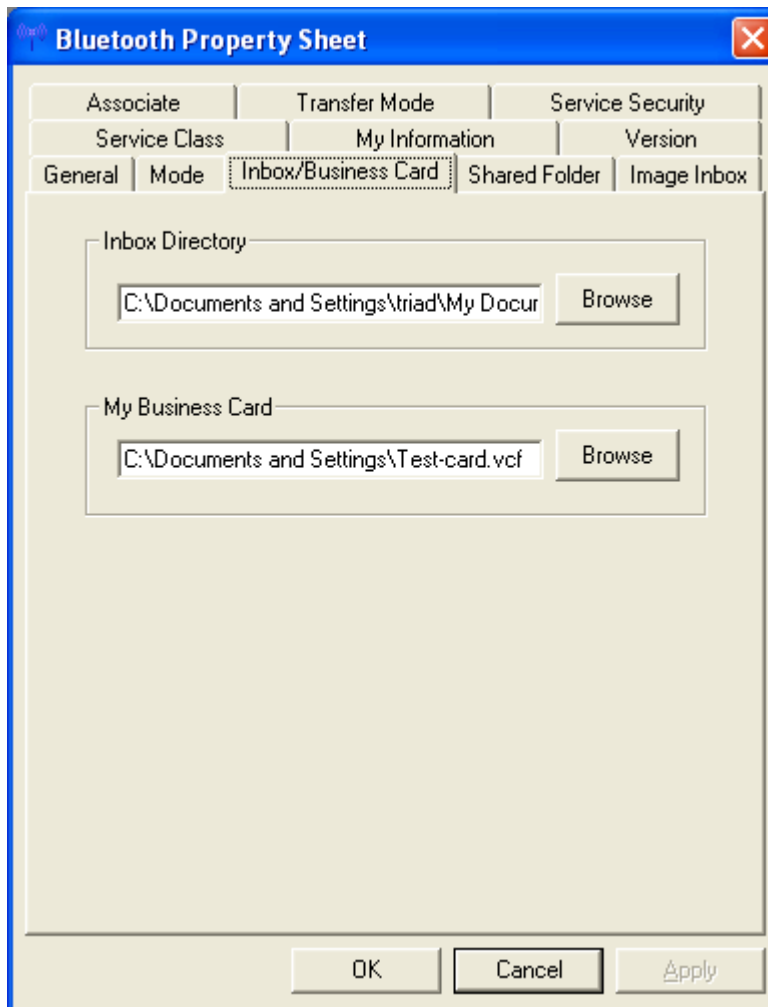 Bluetooth Property Sheet
Associate Transfer Mode Service Security
Service Class My Information Version
General Mode Inbox/Business Card Shared Folder Image Inbox
Inbox Directory
C:\Documents and Settings\triad\My Docur Browse
My Business Card
C:\Documents and Settings\Test-card.vcf Browse
OK Cancel Apply